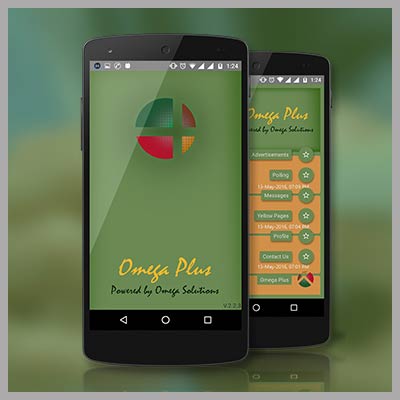 1:24
Omega Plus
Powered by Omega Solutions
V.2.2.3
1:24
Omega Plus
Powered by Omega Solutions
Advertisements
Polling
13-May-2016, 07:09 PM
Messages
Yellow Pages
13-May-2016, 07:04 PM
Profile
Contact Us
13-May-2016, 07:01 PM
Omega Plus